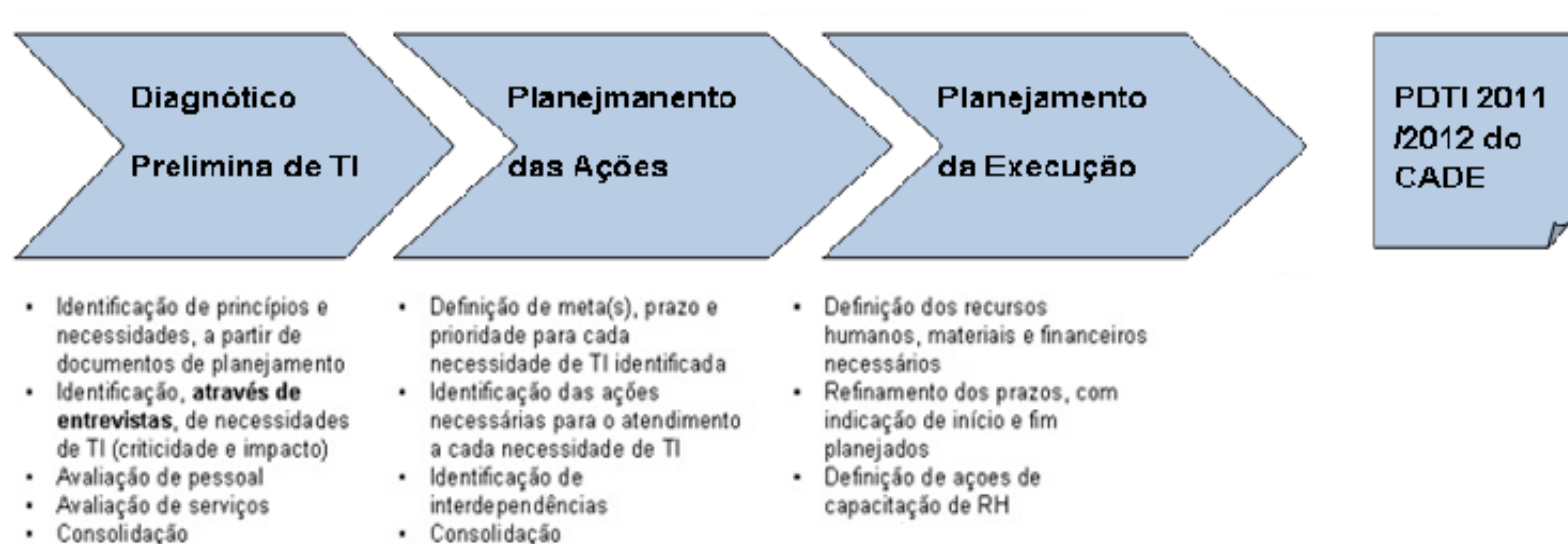 Diagnótico
Prelimina de TI
Planejmanento
das Ações
Planejamento
da Execução
PDTI 2011
/2012 do
CADE
• Identificação de princípios e
necessidades, a partir de
documentos de planejamento
• Identificação, através de
entrevistas, de necessidades
de TI (criticidade e impacto)
• Avaliação de pessoal
• Avaliação de serviços
• Consolidação
• Definição de meta(s), prazo e
prioridade para cada
necessidade de TI identificada
• Identificação das ações
necessárias para o atendimento
a cada necessidade de TI
• Identificação de
interdependências
• Consolidação
• Definição dos recursos
humanos, materiais e financeiros
necessários
• Refinamento dos prazos, com
indicação de início e fim
planejados
• Definição de açoes de
capacitação de RH